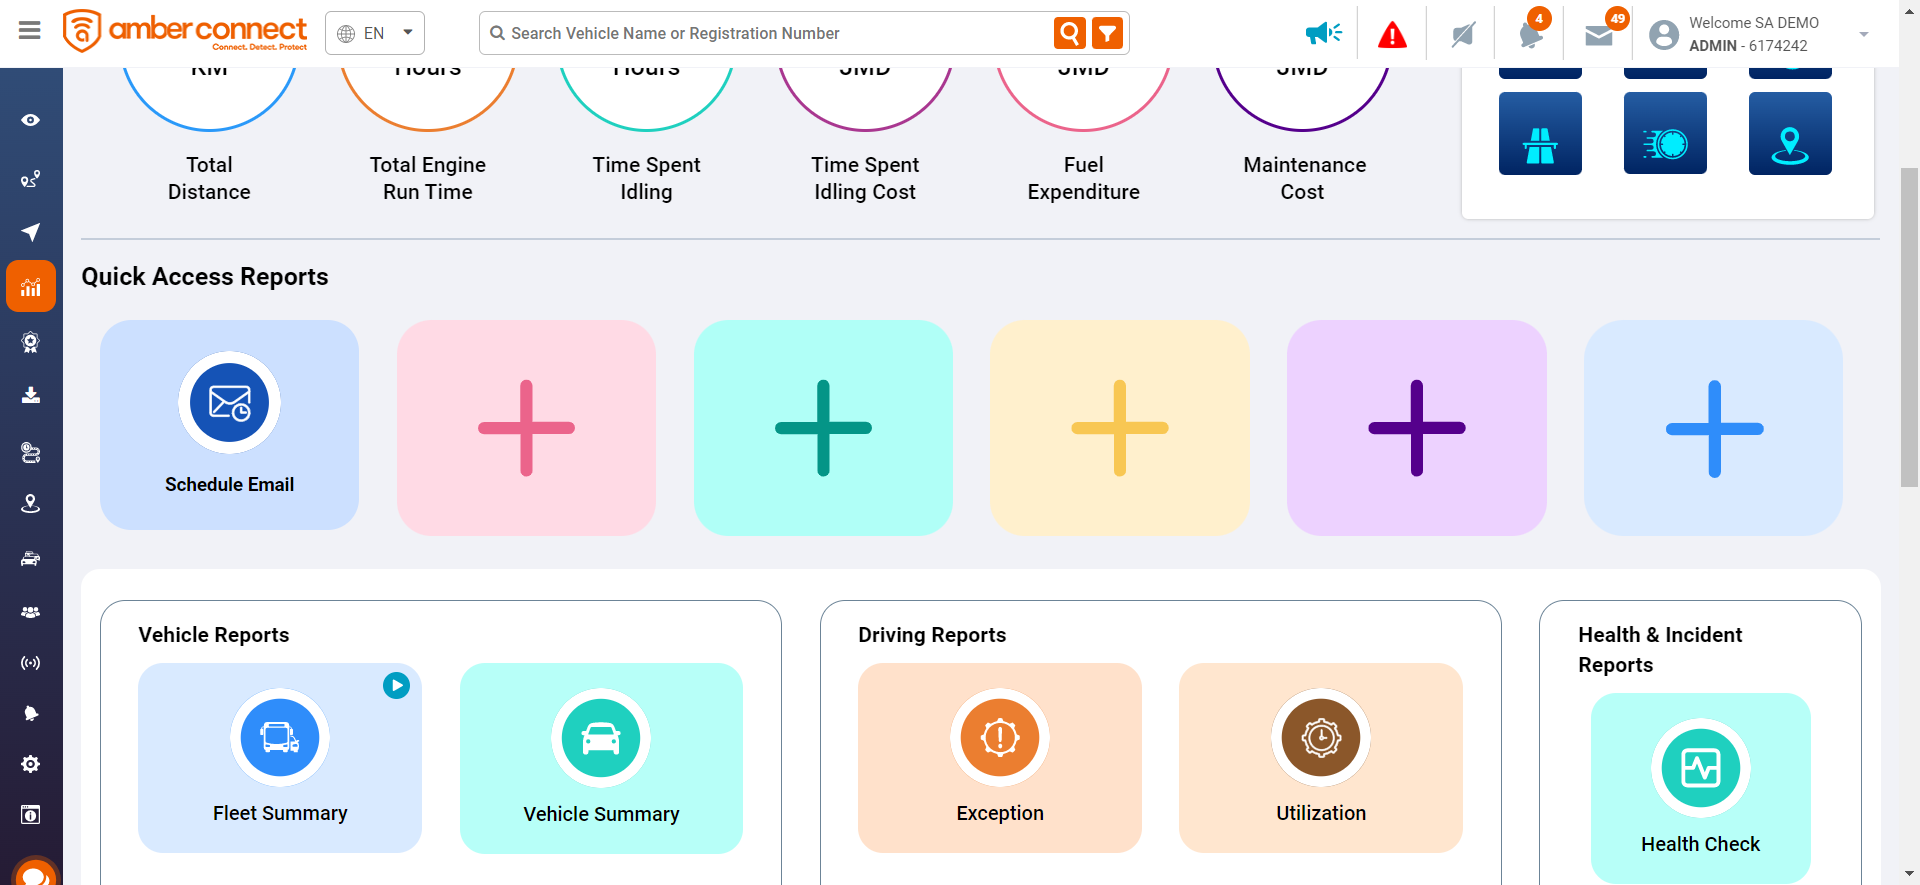 amber connect
Connect. Detect. Protect
EN
Search Vehicle Name or Registration Number
4
49
Welcome SA DEMO
ADMIN - 6174242
KM
Hours
Hours
JMD
JMD
JMD
Total
Distance
Total Engine
Run Time
Time Spent
Idling
Time Spent
Idling Cost
Fuel
Expenditure
Maintenance
Cost
Quick Access Reports
Schedule Email
Vehicle Reports
Fleet Summary
Vehicle Summary
Driving Reports
Exception
Utilization
Health & Incident
Reports
Health Check